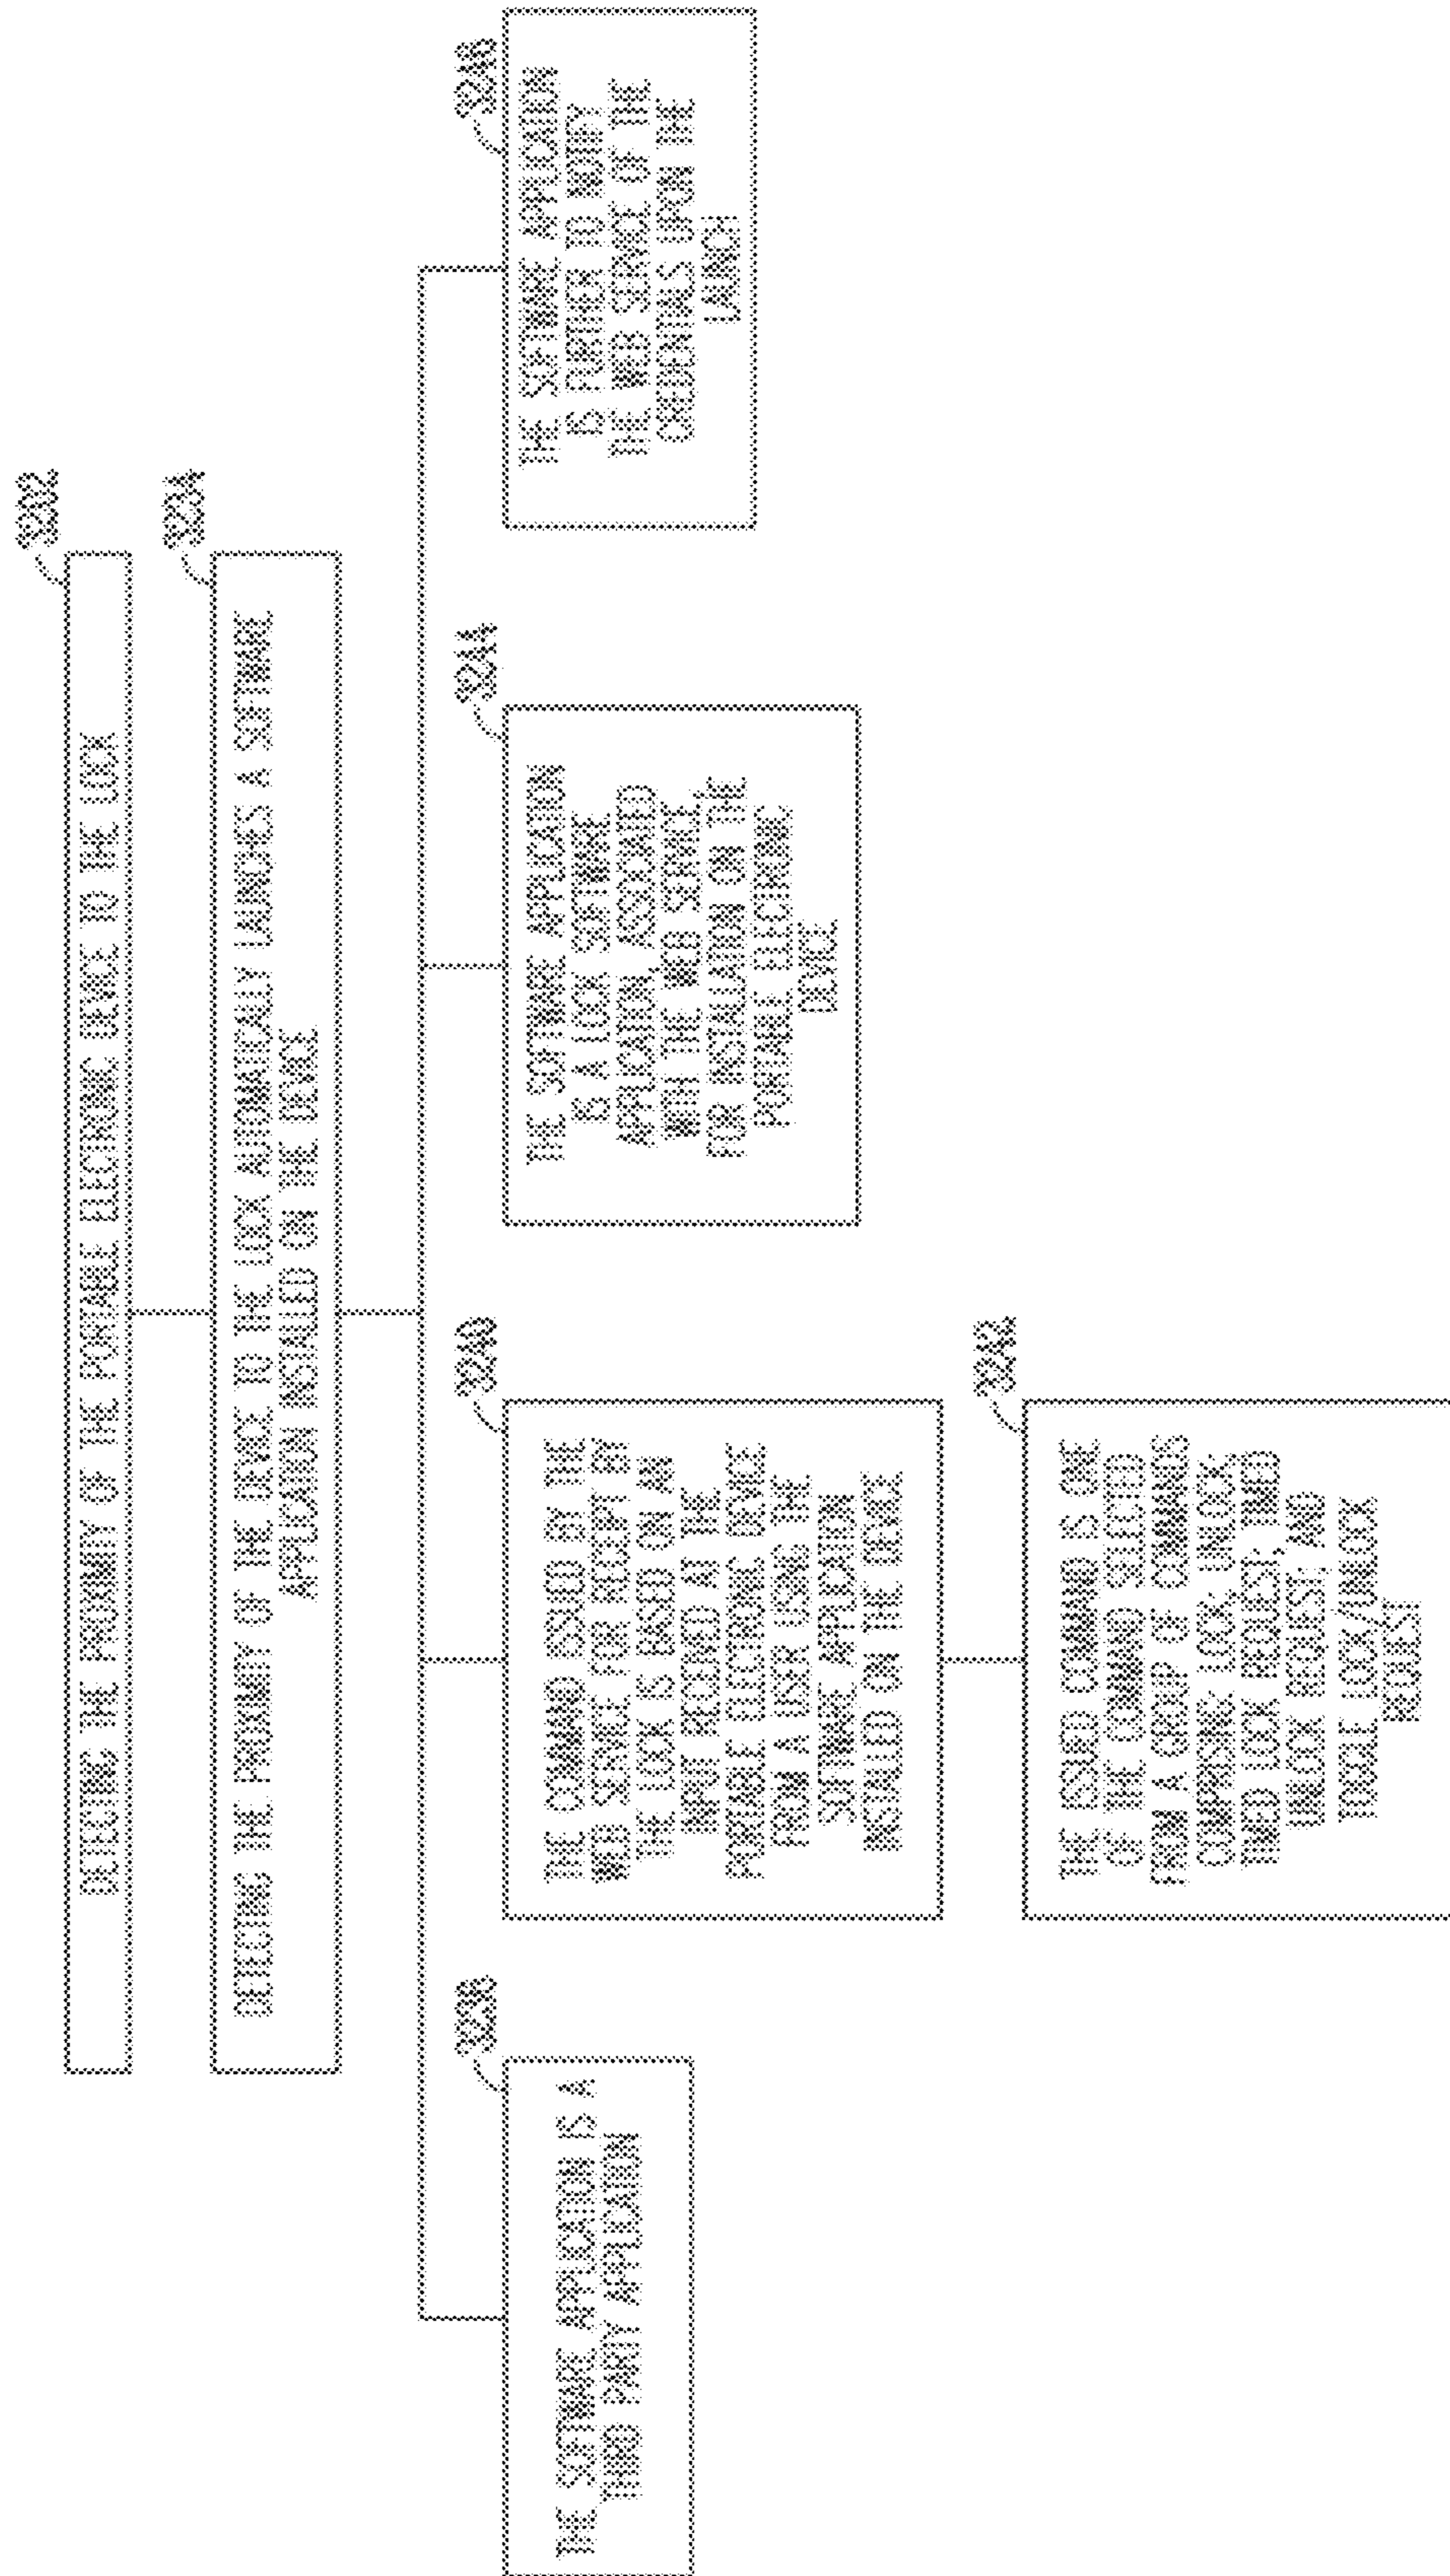 3202
DETECTING THE PROXIMITY OF THE PORTABLE ELECTRONIC DEVICE TO THE LOCK
3234
DETECTING THE PROXIMITY OF THE DEVICE TO THE LOCK AUTOMATICALLY LAUNCHES A SOFTWARE
APPLICATION INSTALLED ON THE DEVICE
3238
THE SOFTWARE APPLICATION IS A
THIRD PARTY APPLICATION
3240
THE COMMAND ISSUED BY THE
WEB SERVICE FOR RECEIPT BY
THE LOCK IS BASED ON AN
INPUT RECEIVED AT THE
PORTABLE ELECTRONIC DEVICE
FROM A USER USING THE
SOFTWARE APPLICATION
INSTALLED ON THE DEVICE
3244
THE SOFTWARE APPLICATION
IS A LOCK SOFTWARE
APPLICATION, ASSOCIATED
WITH THE WEB SERVICE,
FOR INSTALLATION ON THE
PORTABLE ELECTRONIC
DEVICE
3246
THE SOFTWARE APPLICATION
IS FURTHER TO NOTIFY
THE WEB SERVICE OF THE
CREDENTIALS UPON THE
LAUNCH
3242
THE ISSUED COMMAND IS ONE
OF THE COMMAND SELECTED
FROM A GROUP OF COMMANDS
COMPRISING: LOCK; UNLOCK;
TIMED LOCK REQUEST; TIMED
UNLOCK REQUEST; AND
TOGGLE LOCK/UNLOCK
REQUEST